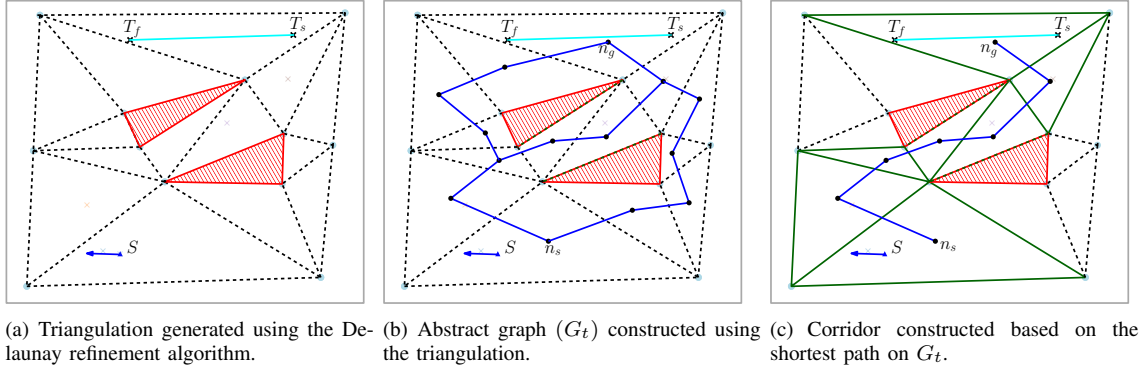 T_f T_s
S
T_f T_s
n_g
S n_s
T_f T_s
n_g
S n_s
(a) Triangulation generated using the De-
launay refinement algorithm.
(b) Abstract graph (G_t) constructed using
the triangulation.
(c) Corridor constructed based on the
shortest path on G_t.